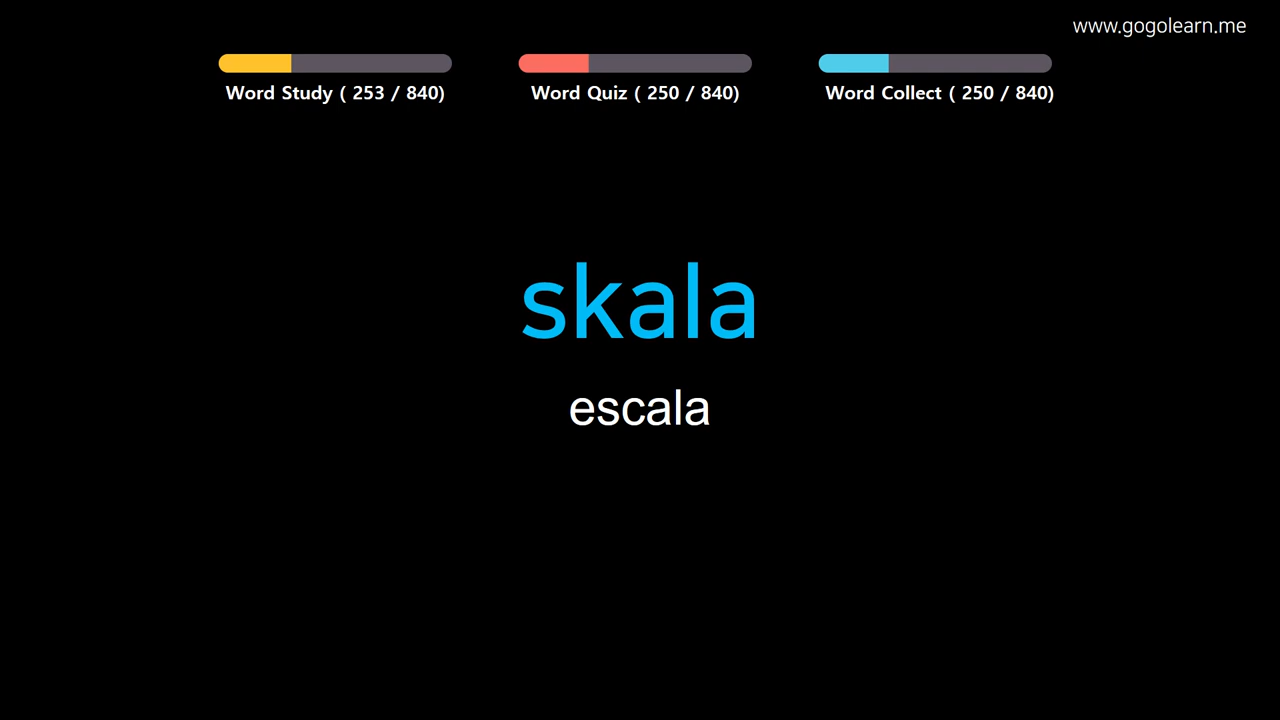 www.gogolearn.me
Word Study ( 253 / 840)
Word Quiz ( 250 / 840)
Word Collect ( 250 / 840)
skala
escala